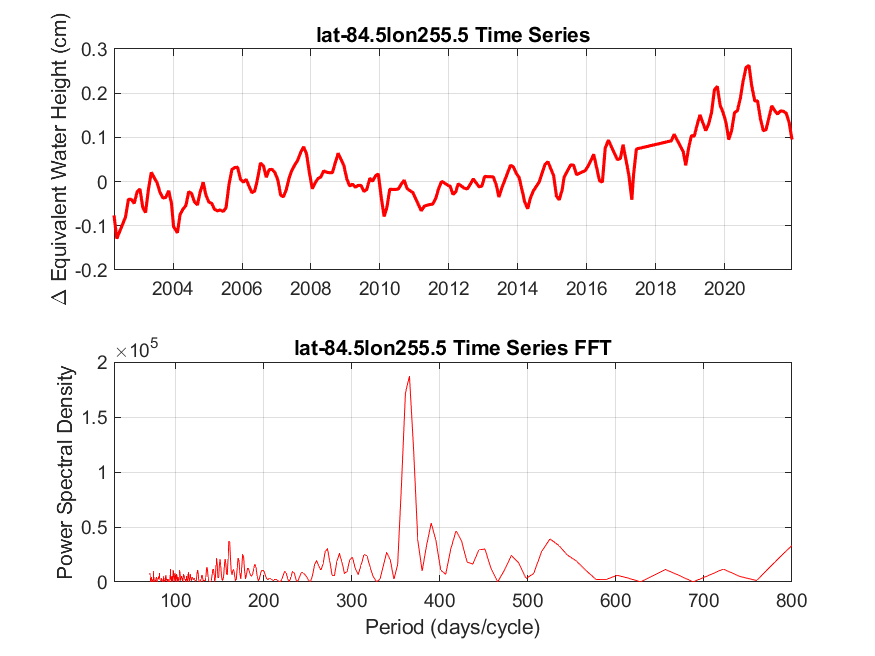 lat-84.5lon255.5 Time Series
Δ Equivalent Water Height (cm)
0.3
0.2
0.1
0
-0.1
-0.2
2004 2006 2008 2010 2012 2014 2016 2018 2020
lat-84.5lon255.5 Time Series FFT
×10^5
Power Spectral Density
2
1.5
1
0.5
0
100 200 300 400 500 600 700 800
Period (days/cycle)